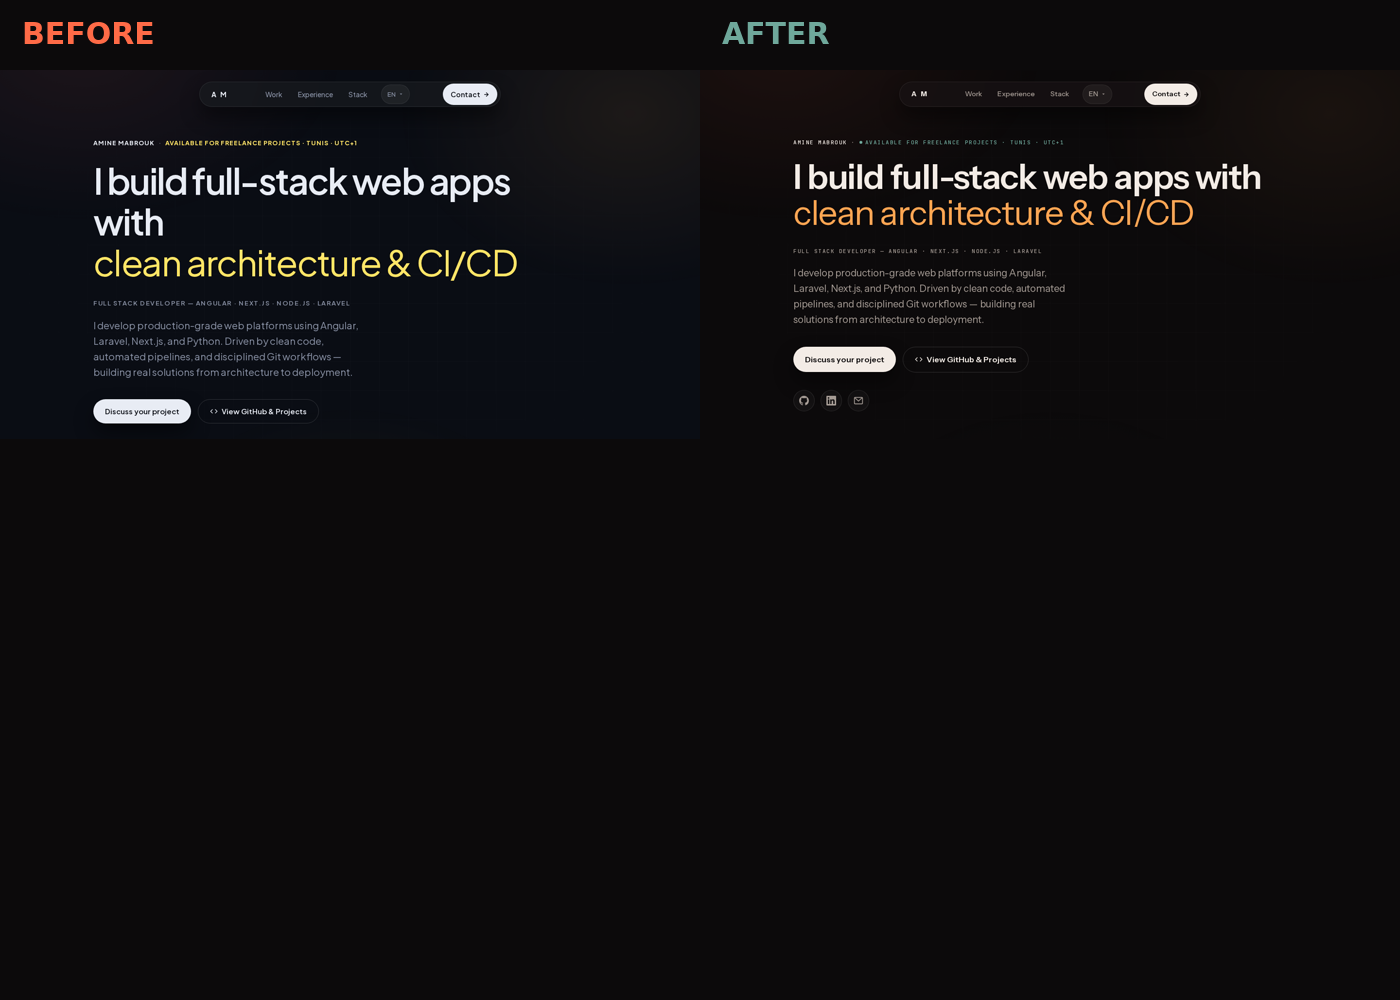 BEFORE
A M Work Experience Stack EN Contact →
AMINE MABROUK · AVAILABLE FOR FREELANCE PROJECTS · TUNIS · UTC+1
I build full-stack web apps
with
clean architecture & CI/CD
FULL STACK DEVELOPER — ANGULAR · NEXT.JS · NODE.JS · LARAVEL
I develop production-grade web platforms using Angular,
Laravel, Next.js, and Python. Driven by clean code,
automated pipelines, and disciplined Git workflows —
building real solutions from architecture to deployment.
Discuss your project <> View GitHub & Projects
AFTER
A M Work Experience Stack EN Contact →
AMINE MABROUK · ● AVAILABLE FOR FREELANCE PROJECTS · TUNIS · UTC+1
I build full-stack web apps with
clean architecture & CI/CD
FULL STACK DEVELOPER — ANGULAR · NEXT.JS · NODE.JS · LARAVEL
I develop production-grade web platforms using Angular,
Laravel, Next.js, and Python. Driven by clean code, automated
pipelines, and disciplined Git workflows — building real
solutions from architecture to deployment.
Discuss your project <> View GitHub & Projects